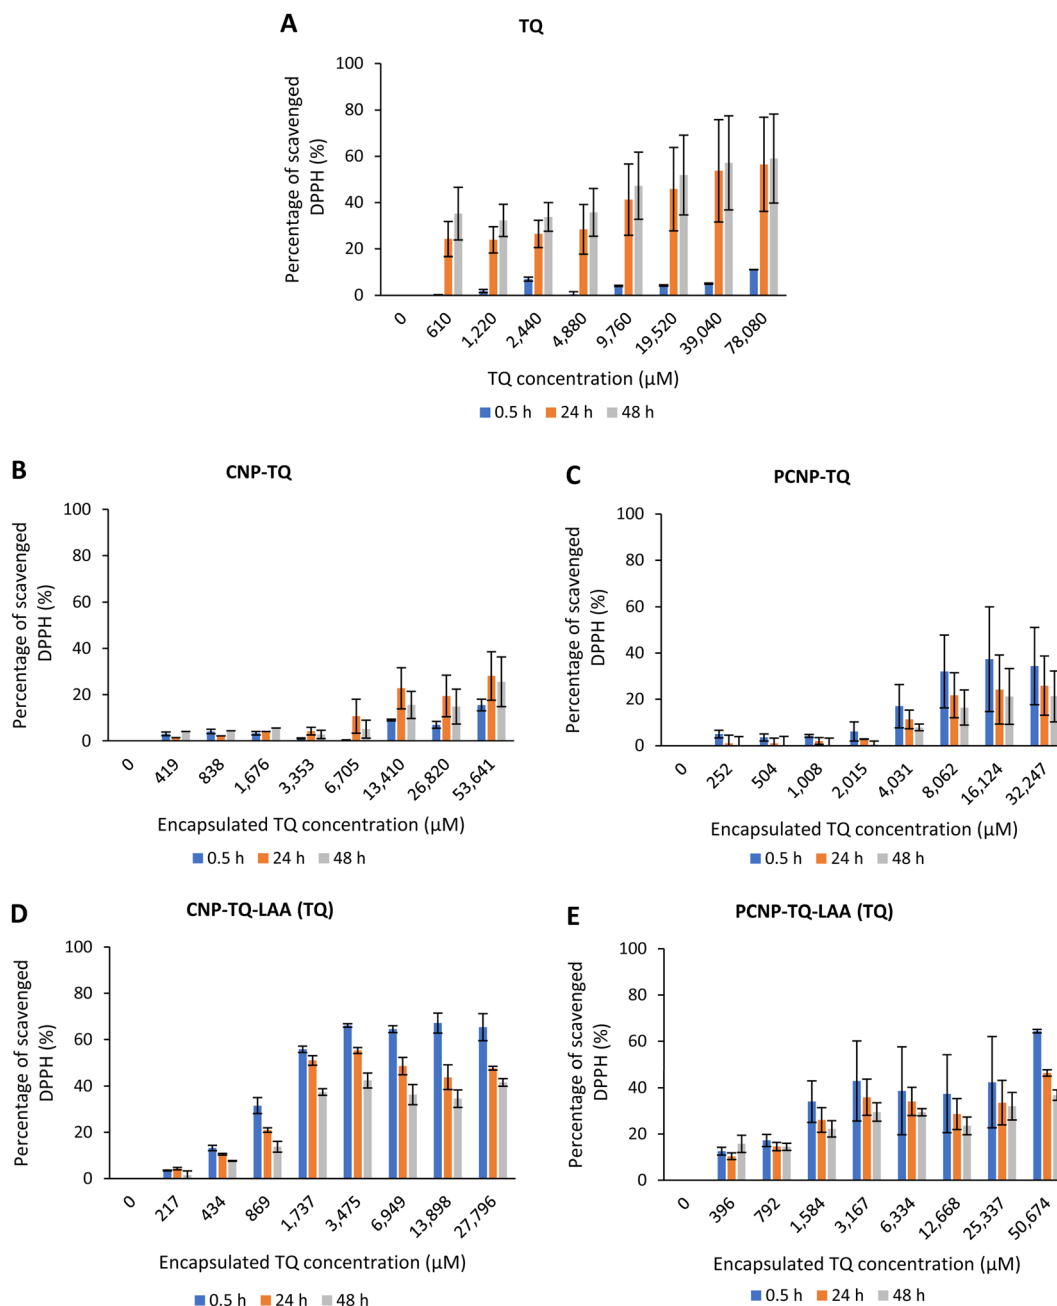 A
TQ
Percentage of scavenged
DPPH (%)
100
80
60
40
20
0
0
610
1,220
2,440
4,880
9,760
19,520
39,040
78,080
TQ concentration (µM)
0.5 h
24 h
48 h
B
CNP-TQ
Percentage of scavenged
DPPH (%)
100
80
60
40
20
0
0
419
838
1,676
3,353
6,705
13,410
26,820
53,641
Encapsulated TQ concentration (µM)
0.5 h
24 h
48 h
C
PCNP-TQ
Percentage of scavenged
DPPH (%)
100
80
60
40
20
0
0
252
504
1,008
2,015
4,031
8,062
16,124
32,247
Encapsulated TQ concentration (µM)
0.5 h
24 h
48 h
D
CNP-TQ-LAA (TQ)
Percentage of scavenged
DPPH (%)
100
80
60
40
20
0
0
217
434
869
1,737
3,475
6,949
13,898
27,796
Encapsulated TQ concentration (µM)
0.5 h
24 h
48 h
E
PCNP-TQ-LAA (TQ)
Percentage of scavenged
DPPH (%)
100
80
60
40
20
0
0
396
792
1,584
3,167
6,334
12,668
25,337
50,674
Encapsulated TQ concentration (µM)
0.5 h
24 h
48 h